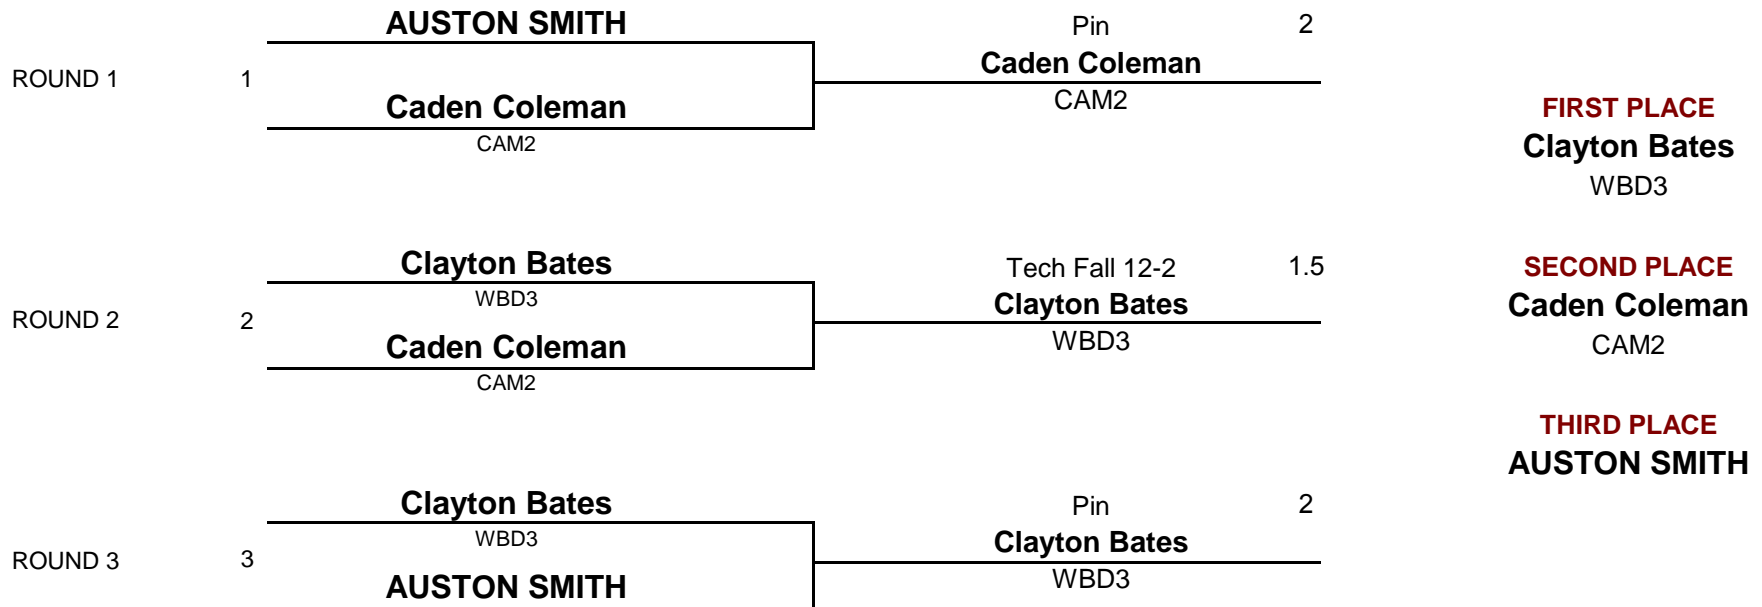 AUSTON SMITH
Pin 2
Caden Coleman
ROUND 1 1
CAM2
Caden Coleman
CAM2
FIRST PLACE
Clayton Bates
WBD3
Clayton Bates
WBD3
Tech Fall 12-2 1.5
Clayton Bates
ROUND 2 2
WBD3
Caden Coleman
CAM2
SECOND PLACE
Caden Coleman
CAM2
THIRD PLACE
AUSTON SMITH
Clayton Bates
WBD3
Pin 2
Clayton Bates
ROUND 3 3
WBD3
AUSTON SMITH